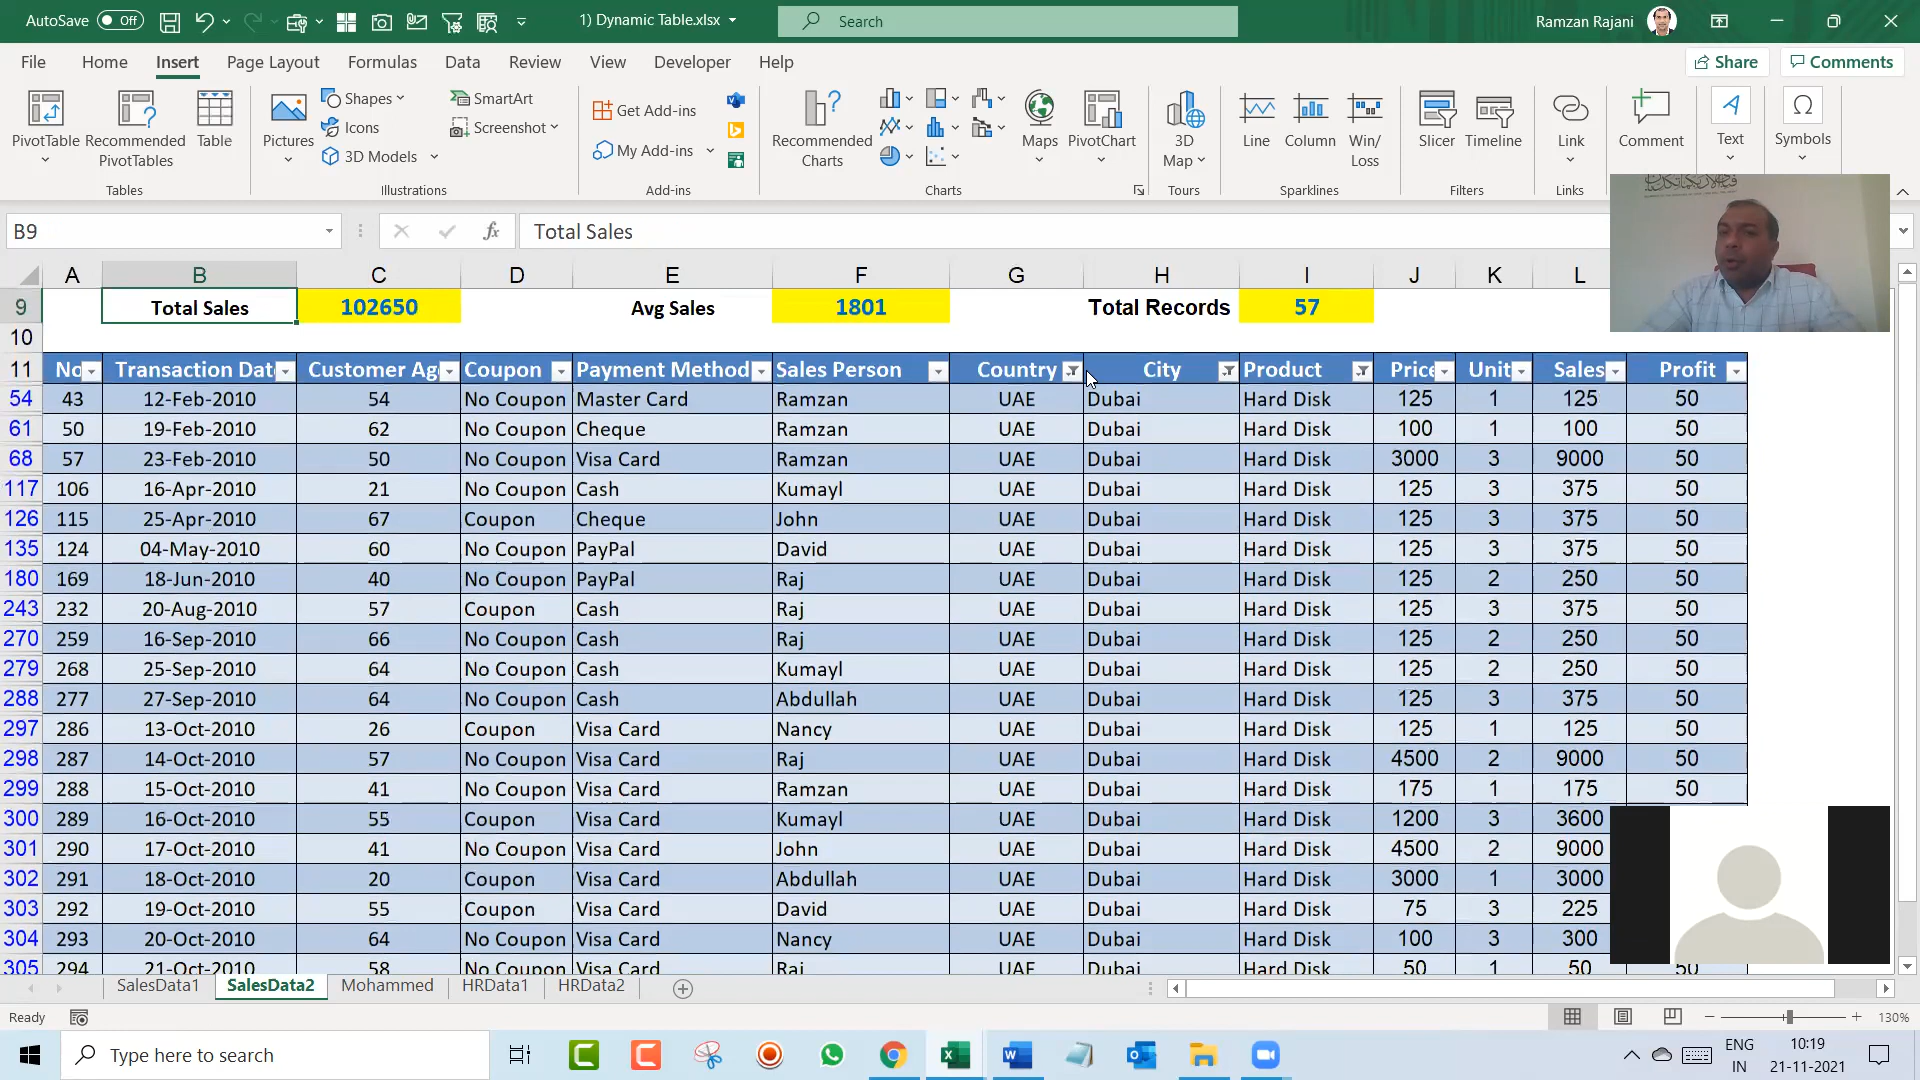 AutoSave Off 1) Dynamic Table.xlsx Search Ramzan Rajani
File Home Insert Page Layout Formulas Data Review View Developer Help Share Comments
PivotTable Recommended PivotTables Table
Pictures Shapes Icons 3D Models SmartArt Screenshot
Get Add-ins My Add-ins
Recommended Charts Maps PivotChart
3D Map Line Column Win/Loss Slicer Timeline Link Comment Text Symbols
Tables Illustrations Add-ins Charts Tours Sparklines Filters Links
B9 fx Total Sales
A B C D E F G H I J K L
9 Total Sales 102650 Avg Sales 1801 Total Records 57
10
11 No Transaction Dat Customer Ag Coupon Payment Method Sales Person Country City Product Price Unit Sales Profit
54 43 12-Feb-2010 54 No Coupon Master Card Ramzan UAE Dubai Hard Disk 125 1 125 50
61 50 19-Feb-2010 62 No Coupon Cheque Ramzan UAE Dubai Hard Disk 100 1 100 50
68 57 23-Feb-2010 50 No Coupon Visa Card Ramzan UAE Dubai Hard Disk 3000 3 9000 50
117 106 16-Apr-2010 21 No Coupon Cash Kumayl UAE Dubai Hard Disk 125 3 375 50
126 115 25-Apr-2010 67 Coupon Cheque John UAE Dubai Hard Disk 125 3 375 50
135 124 04-May-2010 60 No Coupon PayPal David UAE Dubai Hard Disk 125 3 375 50
180 169 18-Jun-2010 40 No Coupon PayPal Raj UAE Dubai Hard Disk 125 2 250 50
243 232 20-Aug-2010 57 Coupon Cash Raj UAE Dubai Hard Disk 125 3 375 50
270 259 16-Sep-2010 66 No Coupon Cash Raj UAE Dubai Hard Disk 125 2 250 50
279 268 25-Sep-2010 64 No Coupon Cash Kumayl UAE Dubai Hard Disk 125 2 250 50
288 277 27-Sep-2010 64 No Coupon Cash Abdullah UAE Dubai Hard Disk 125 3 375 50
297 286 13-Oct-2010 26 Coupon Visa Card Nancy UAE Dubai Hard Disk 125 1 125 50
298 287 14-Oct-2010 57 No Coupon Visa Card Raj UAE Dubai Hard Disk 4500 2 9000 50
299 288 15-Oct-2010 41 No Coupon Visa Card Ramzan UAE Dubai Hard Disk 175 1 175 50
300 289 16-Oct-2010 55 Coupon Visa Card Kumayl UAE Dubai Hard Disk 1200 3 3600
301 290 17-Oct-2010 41 No Coupon Visa Card John UAE Dubai Hard Disk 4500 2 9000
302 291 18-Oct-2010 20 Coupon Visa Card Abdullah UAE Dubai Hard Disk 3000 1 3000
303 292 19-Oct-2010 55 Coupon Visa Card David UAE Dubai Hard Disk 75 3 225
304 293 20-Oct-2010 64 No Coupon Visa Card Nancy UAE Dubai Hard Disk 100 3 300
305 294 21-Oct-2010 58 No Coupon Visa Card Raj UAE Dubai Hard Disk 50 1 50 50
SalesData1 SalesData2 Mohammed HRData1 HRData2
Ready 130%
Type here to search ENG IN 10:19 21-11-2021